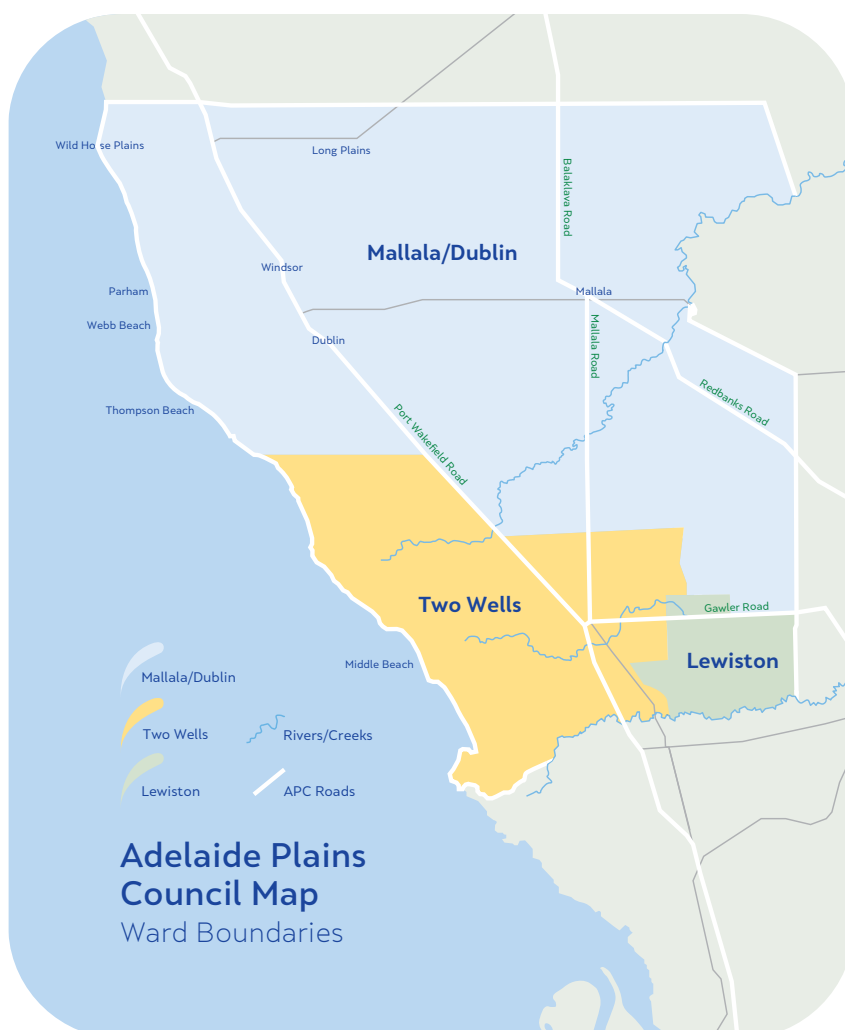 Wild Horse Plains
Long Plains
Balaklava Road
Mallala/Dublin
Windsor
Parham
Mallala
Webb Beach
Dublin
Mallala Road
Redbanks Road
Thompson Beach
Port Wakefield Road
Two Wells
Gawler Road
Lewiston
Middle Beach
Mallala/Dublin
Two Wells
Rivers/Creeks
Lewiston
APC Roads
Adelaide Plains
Council Map
Ward Boundaries